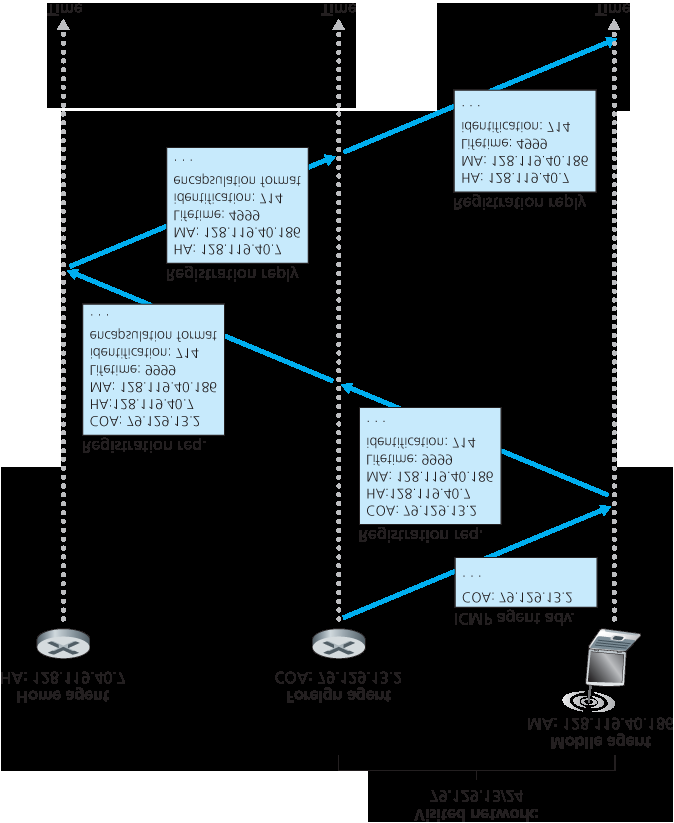 Visited network:
79.129.13/24
Mobile agent
MA: 128.119.40.186
Home agent
HA: 128.119.40.7
Foreign agent
COA: 79.129.13.2
ICMP agent adv.
COA: 79.129.13.2
. . .
Registration req.
COA: 79.129.13.2
HA:128.119.40.7
MA: 128.119.40.186
Lifetime: 9999
identification: 714
. . .
Registration req.
COA: 79.129.13.2
HA:128.119.40.7
MA: 128.119.40.186
Lifetime: 9999
identification: 714
encapsulation format
. . .
Registration reply
HA: 128.119.40.7
MA: 128.119.40.186
Lifetime: 4999
identification: 714
encapsulation format
. . .
Registration reply
HA: 128.119.40.7
MA: 128.119.40.186
Lifetime: 4999
identification: 714
. . .
Time
Time
Time